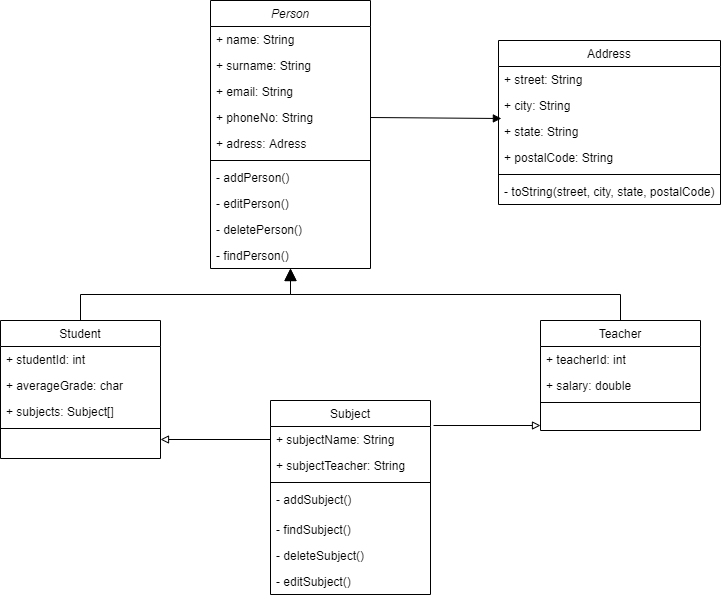 Person
+ name: String
+ surname: String
+ email: String
+ phoneNo: String
+ adress: Adress
- addPerson()
- editPerson()
- deletePerson()
- findPerson()
Address
+ street: String
+ city: String
+ state: String
+ postalCode: String
- toString(street, city, state, postalCode)
Student
+ studentId: int
+ averageGrade: char
+ subjects: Subject[]
Subject
+ subjectName: String
+ subjectTeacher: String
- addSubject()
- findSubject()
- deleteSubject()
- editSubject()
Teacher
+ teacherId: int
+ salary: double